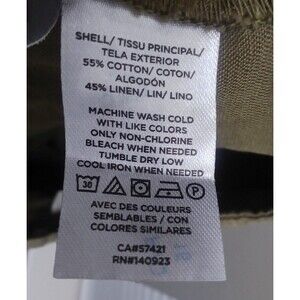 SHELL/ TISSU PRINCIPAL/
TELA EXTERIOR
55% COTTON/ COTON/
ALGODÓN
45% LINEN/ LIN/ LINO
MACHINE WASH COLD
WITH LIKE COLORS
ONLY NON-CHLORINE
BLEACH WHEN NEEDED
TUMBLE DRY LOW
COOL IRON WHEN NEEDED
30 P
AVEC DES COULEURS
SEMBLABLES / CON
COLORES SIMILARES
CA#57421
RN#140923